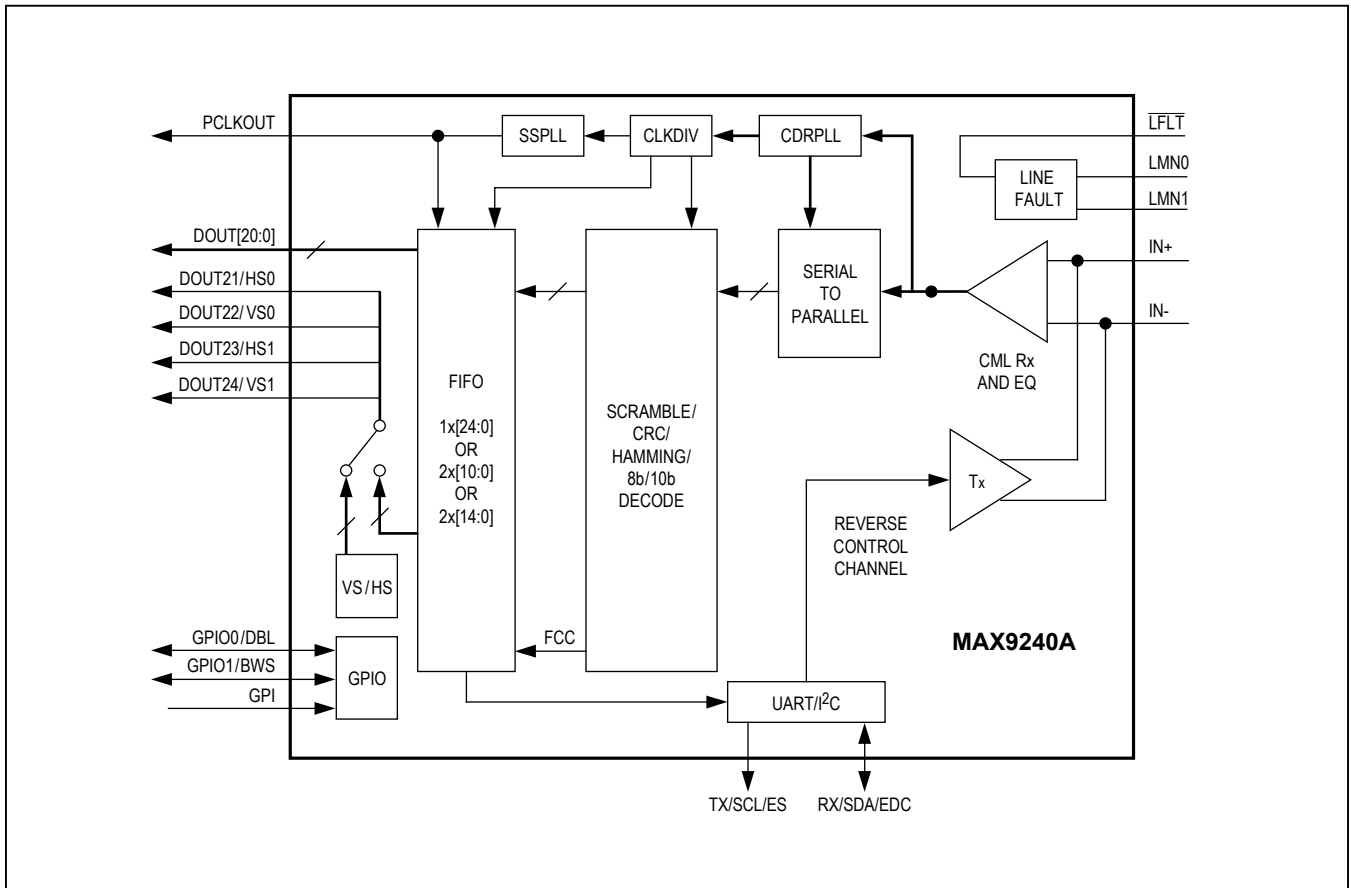 PCLKOUT
SSPLL
CLKDIV
CDRPLL
LFLT
LINE
FAULT
LMN0
LMN1
DOUT[20:0]
DOUT21/HS0
DOUT22/VS0
DOUT23/HS1
DOUT24/VS1
FIFO
1x[24:0]
OR
2x[10:0]
OR
2x[14:0]
SCRAMBLE/
CRC/
HAMMING/
8b/10b
DECODE
SERIAL
TO
PARALLEL
IN+
IN-
CML Rx
AND EQ
Tx
REVERSE
CONTROL
CHANNEL
VS/HS
GPIO0/DBL
GPIO1/BWS
GPI
GPIO
FCC
UART/I²C
MAX9240A
TX/SCL/ES
RX/SDA/EDC